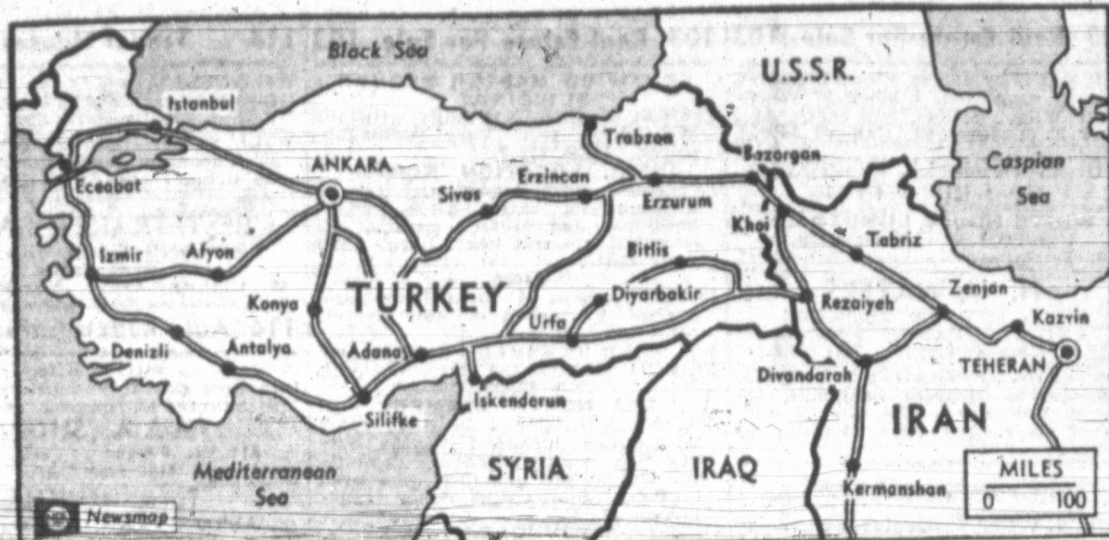 Black Sea
U.S.S.R.
Istanbul
Trabzon
ANKARA
Bazorgan
Caspian
Sea
Eceabat
Sivas
Erzincan
Erzurum
Khoi
Tabriz
Izmir
Afyon
Bitlis
Konya
TURKEY
Diyarbakir
Rezaiyeh
Zenjan
Urfa
Kazvin
Denizli
Antalya
Adana
Divandarah
TEHERAN
Iskenderun
Silifke
IRAN
Mediterranean
Sea
SYRIA
IRAQ
MILES
0 100
Kermanshan
Newsmap